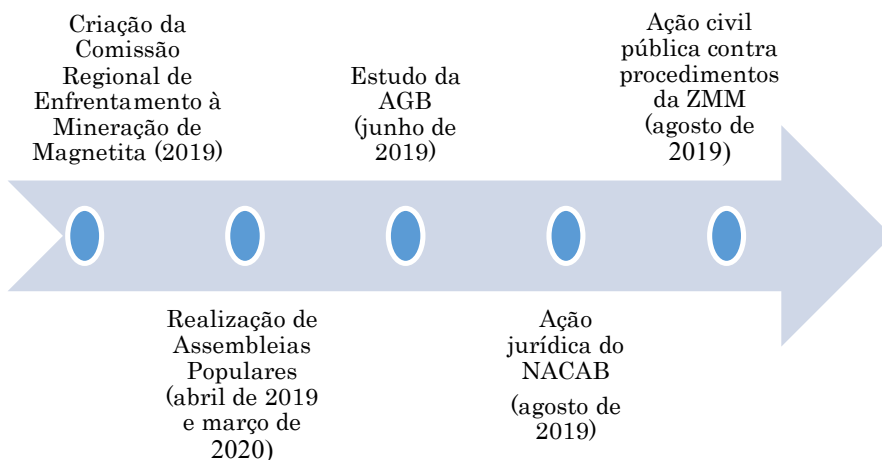 Criação da
Comissão
Regional de
Enfrentamento à
Mineração de
Magnetita (2019)
Realização de
Assembleias
Populares
(abril de 2019
e março de
2020)
Estudo da
AGB
(junho de
2019)
Ação
jurídica do
NACAB
(agosto de
2019)
Ação civil
pública contra
procedimentos
da ZMM
(agosto de
2019)